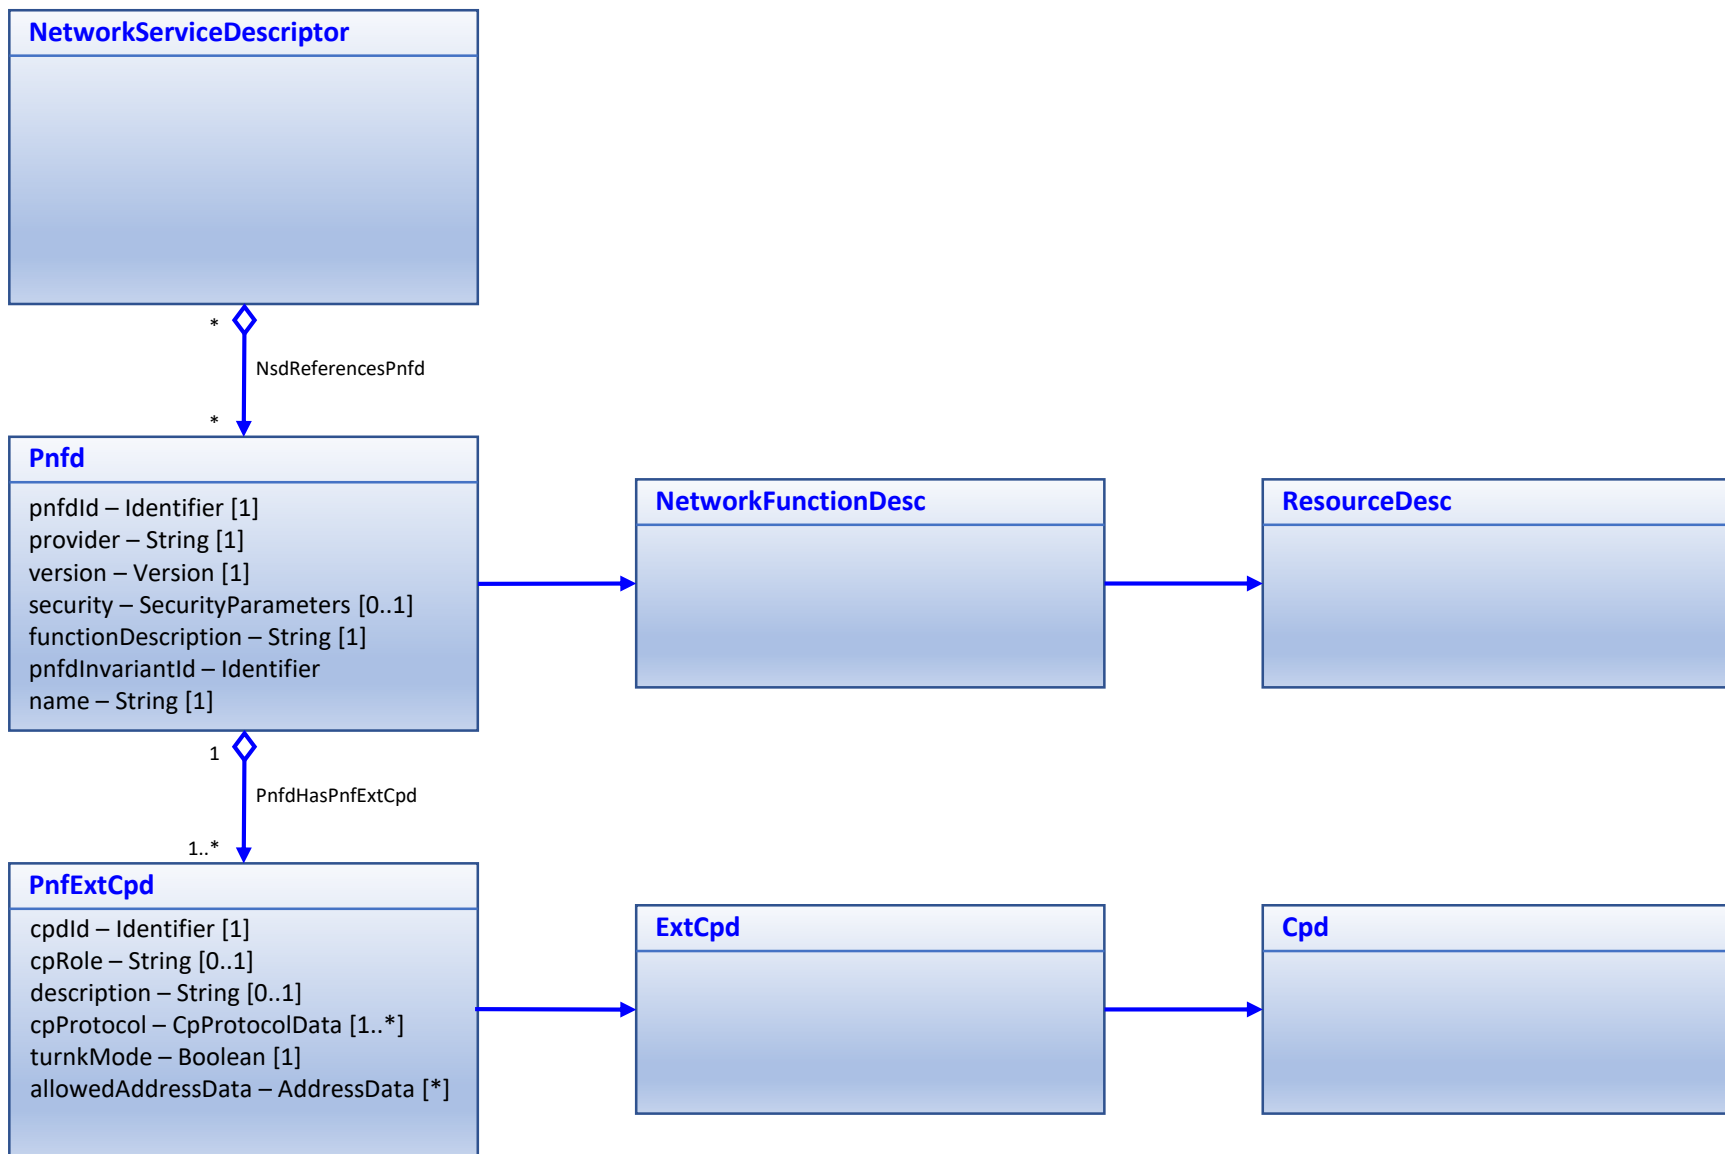 NetworkServiceDescriptor
*
NsdReferencesPnfd
*
Pnfd
pnfdId – Identifier [1]
provider – String [1]
version – Version [1]
security – SecurityParameters [0..1]
functionDescription – String [1]
pnfdInvariantId – Identifier
name – String [1]
NetworkFunctionDesc
ResourceDesc
1
PnfdHasPnfExtCpd
1..*
PnfExtCpd
cpdId – Identifier [1]
cpRole – String [0..1]
description – String [0..1]
cpProtocol – CpProtocolData [1..*]
turnkMode – Boolean [1]
allowedAddressData – AddressData [*]
ExtCpd
Cpd